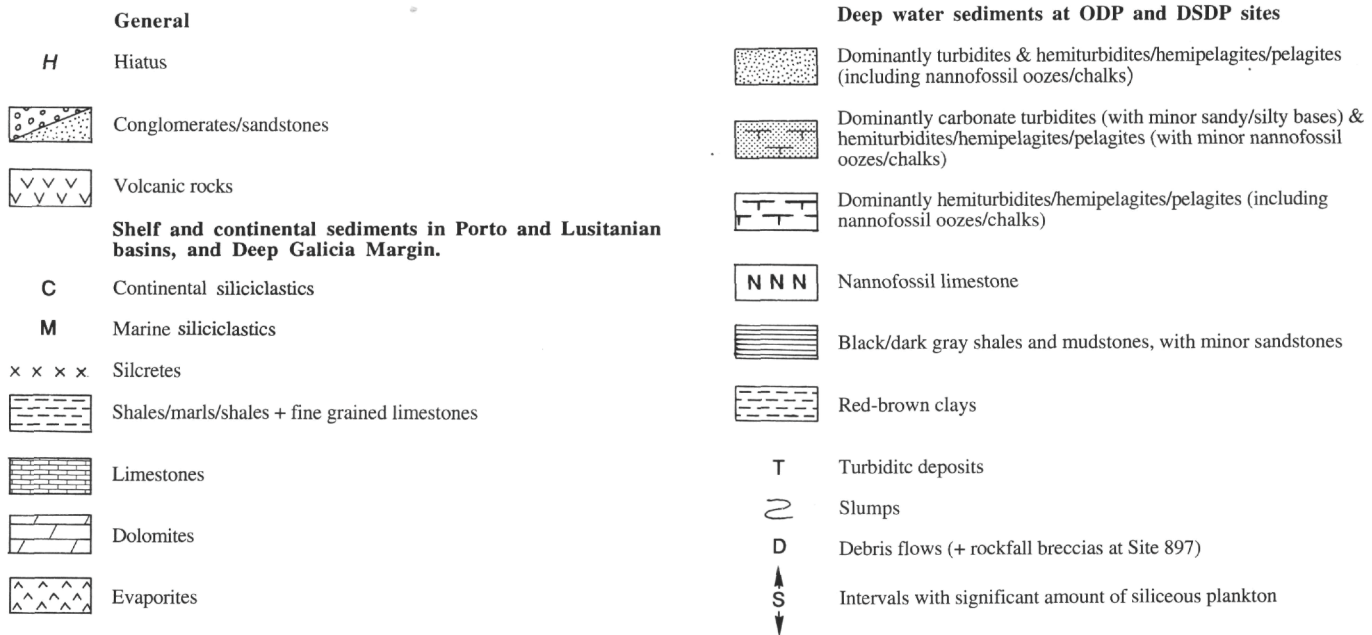 General
H Hiatus
Conglomerates/sandstones
Volcanic rocks
Shelf and continental sediments in Porto and Lusitanian
basins, and Deep Galicia Margin.
C Continental siliciclastics
M Marine siliciclastics
x x x x Silcretes
Shales/marls/shales + fine grained limestones
Limestones
Dolomites
Evaporites
Deep water sediments at ODP and DSDP sites
Dominantly turbidites & hemiturbidites/hemipelagites/pelagites
(including nannofossil oozes/chalks)
Dominantly carbonate turbidites (with minor sandy/silty bases) &
hemiturbidites/hemipelagites/pelagites (with minor nannofossil
oozes/chalks)
Dominantly hemiturbidites/hemipelagites/pelagites (including
nannofossil oozes/chalks)
N N N Nannofossil limestone
Black/dark gray shales and mudstones, with minor sandstones
Red-brown clays
T Turbiditc deposits
Slumps
D Debris flows (+ rockfall breccias at Site 897)
S Intervals with significant amount of siliceous plankton